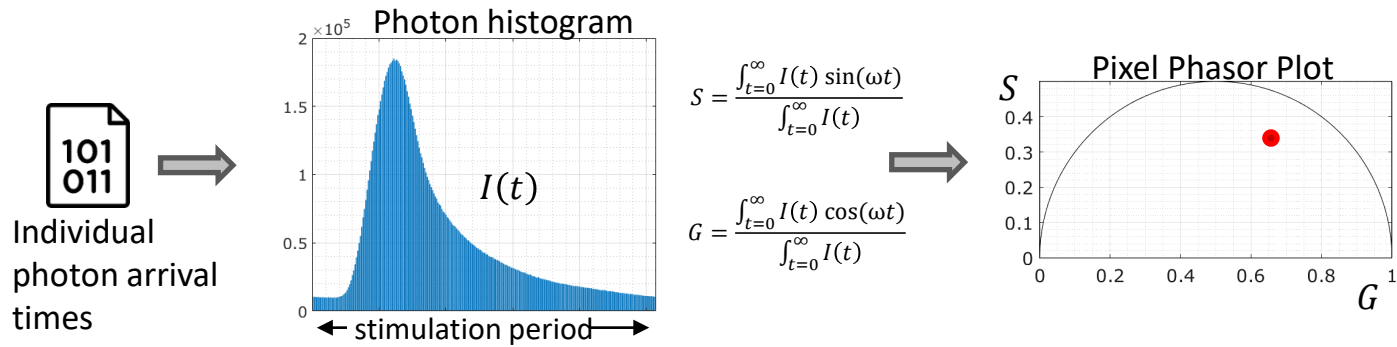 101
011
Individual
photon arrival
times
Photon histogram
×10⁵
2
1.5
1
0.5
0
I(t)
stimulation period
S = ∫_{t=0}^{∞} I(t) sin(ωt) / ∫_{t=0}^{∞} I(t)
G = ∫_{t=0}^{∞} I(t) cos(ωt) / ∫_{t=0}^{∞} I(t)
Pixel Phasor Plot
S
0.4
0.3
0.2
0.1
0
0 0.2 0.4 0.6 0.8 1
G